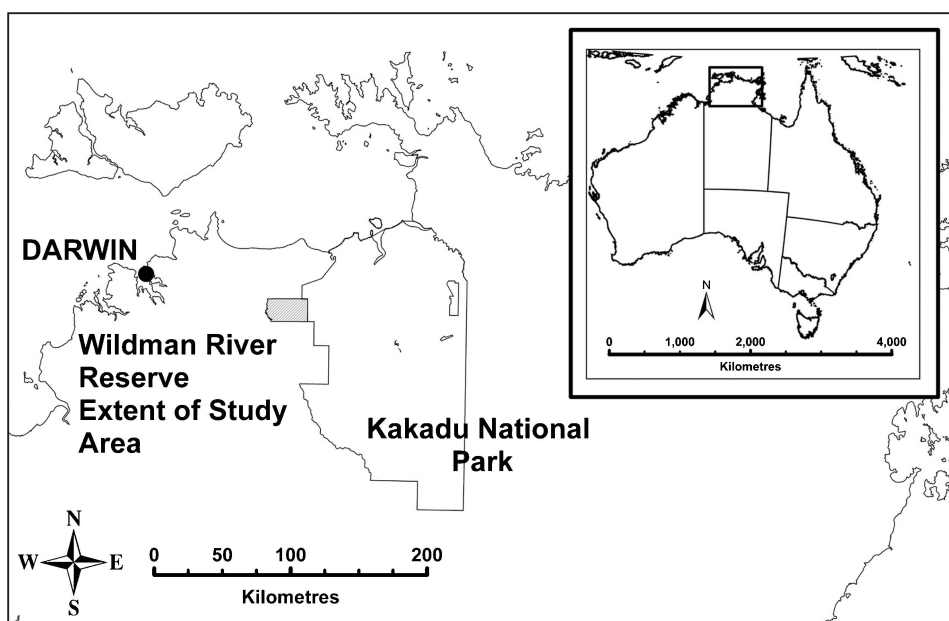 DARWIN
Wildman River
Reserve
Extent of Study
Area
Kakadu National
Park
N
W E
S
0 50 100 200
Kilometres
N
0 1,000 2,000 4,000
Kilometres